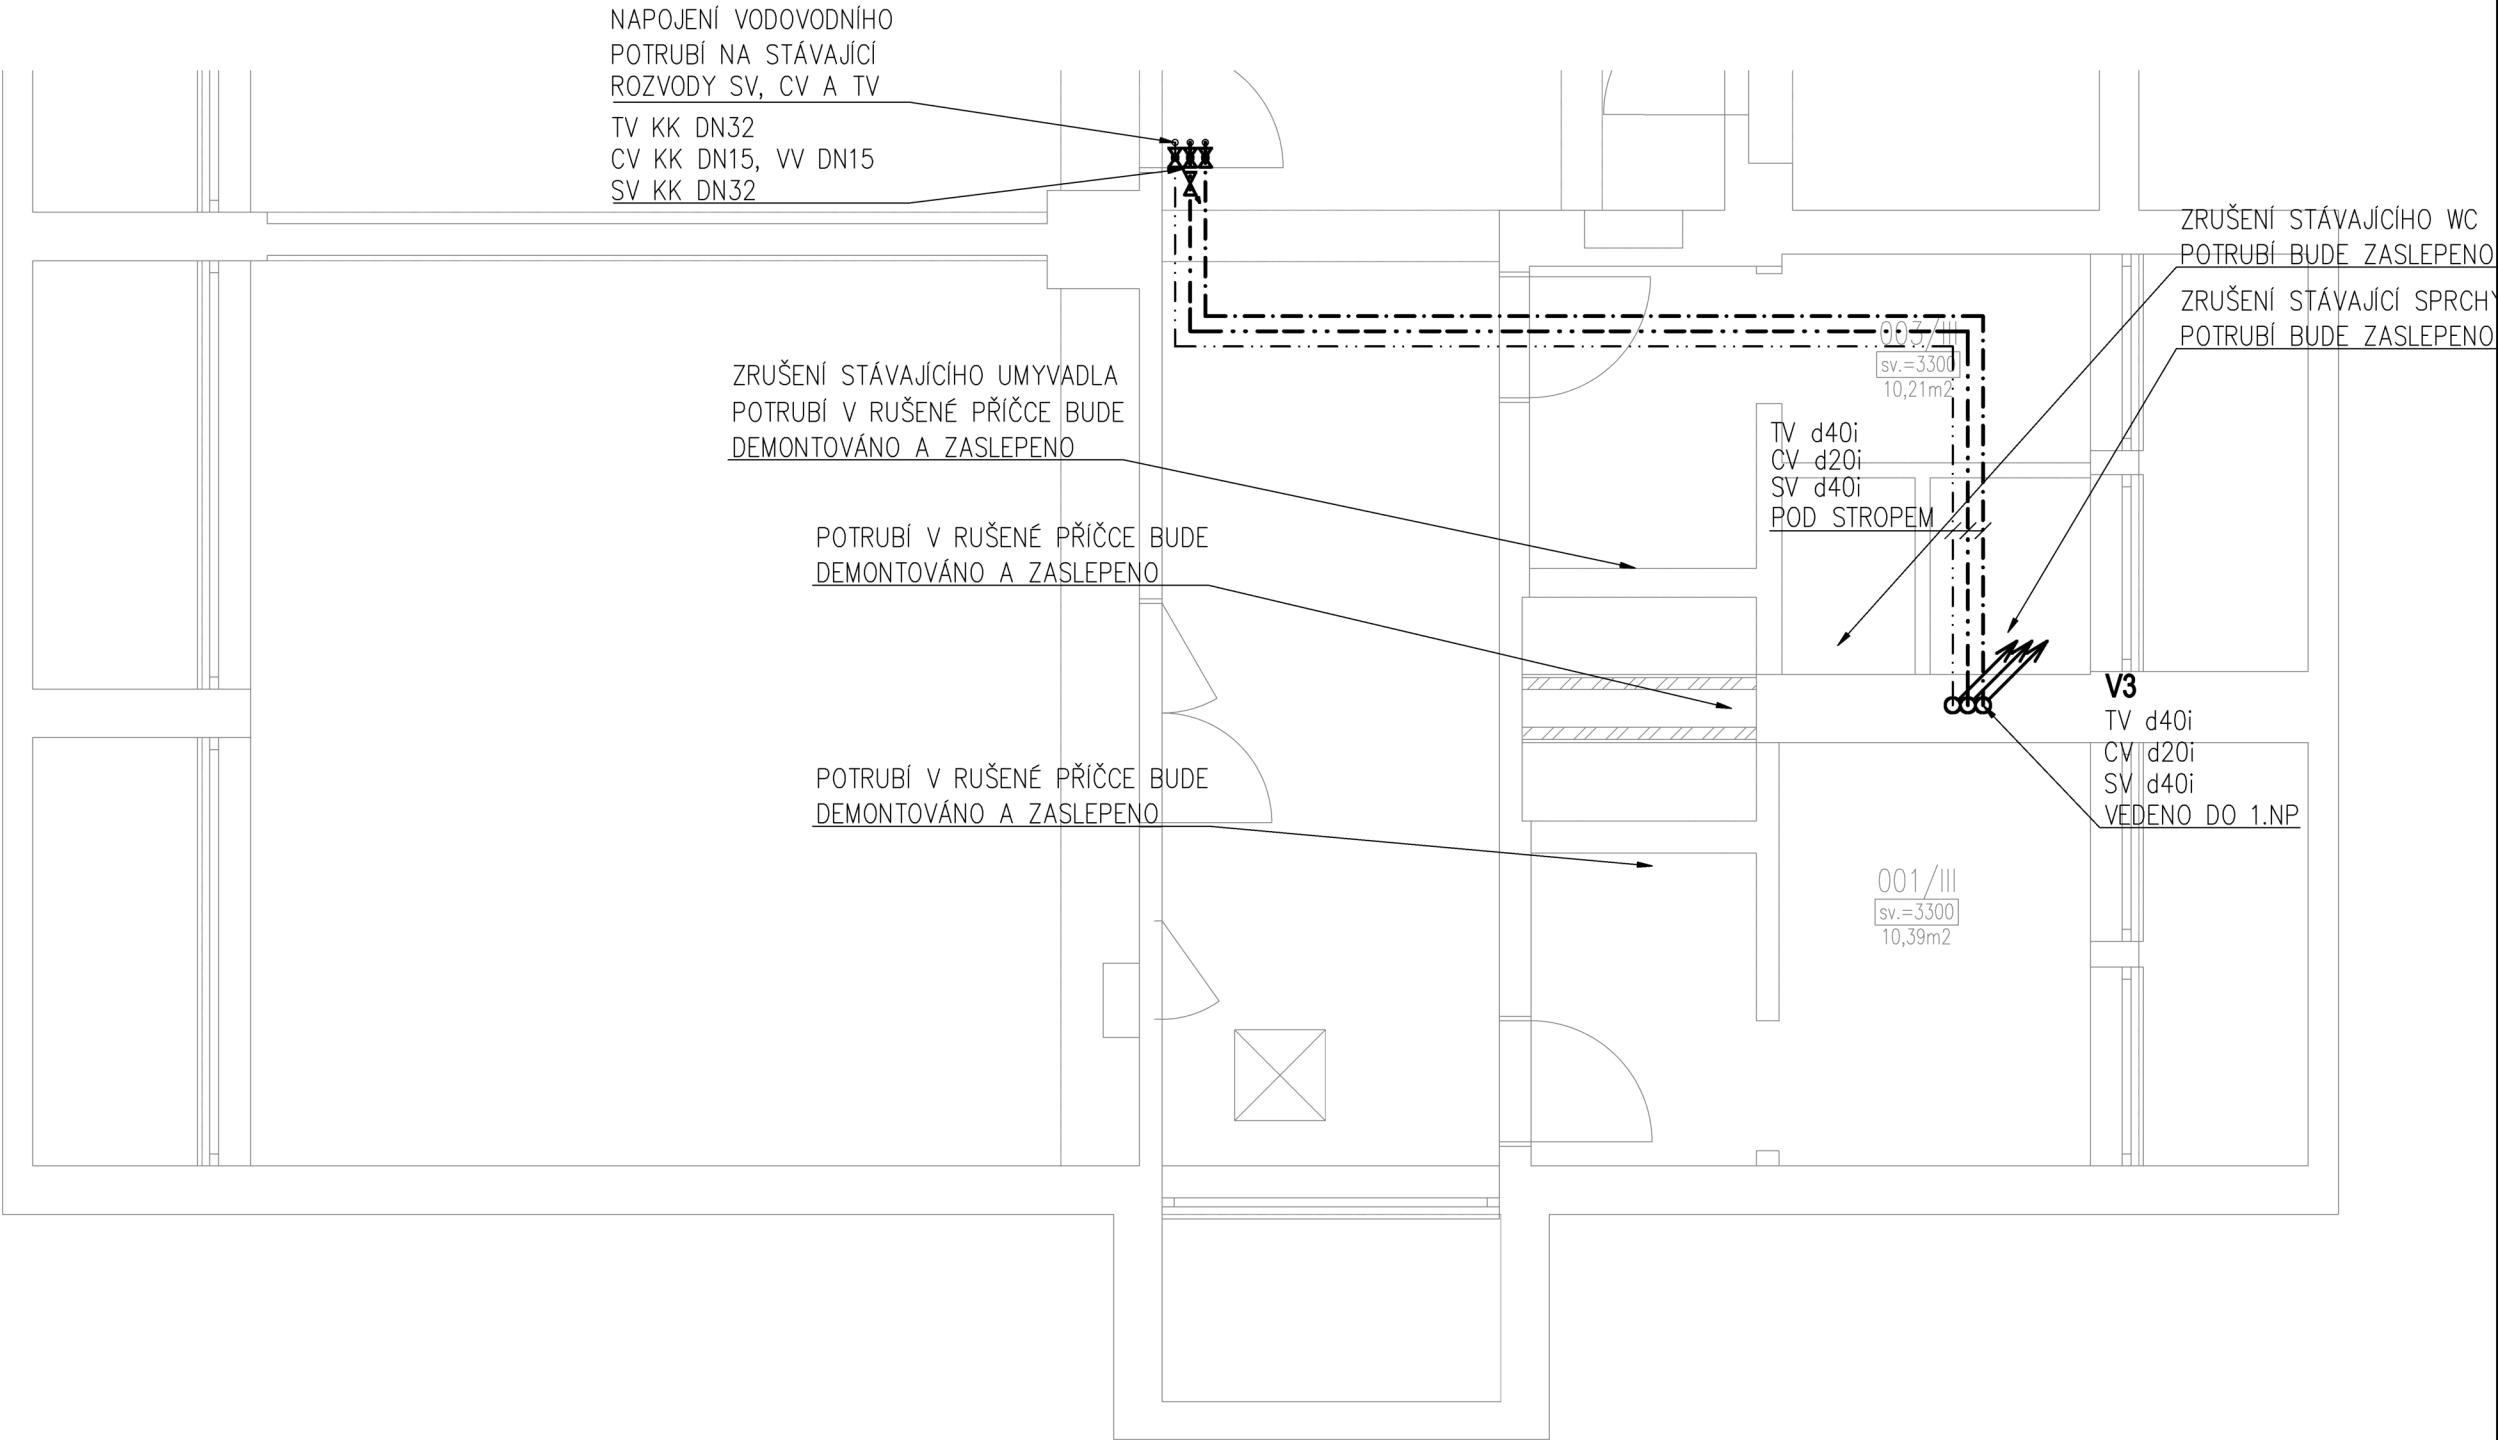 NAPOJENÍ VODOVODNÍHO
POTRUBÍ NA STÁVAJÍCÍ
ROZVODY SV, CV A TV
TV KK DN32
CV KK DN15, VV DN15
SV KK DN32
ZRUŠENÍ STÁVAJÍCÍHO WC
POTRUBÍ BUDE ZASLEPENO
ZRUŠENÍ STÁVAJÍCÍ SPRCHY
POTRUBÍ BUDE ZASLEPENO
003/III
sv.=3300
10,21m2
ZRUŠENÍ STÁVAJÍCÍHO UMYVADLA
POTRUBÍ V RUŠENÉ PŘÍČCE BUDE
DEMONTOVÁNO A ZASLEPENO
TV d40i
CV d20i
SV d40i
POD STROPEM
POTRUBÍ V RUŠENÉ PŘÍČCE BUDE
DEMONTOVÁNO A ZASLEPENO
V3
TV d40i
CV d20i
SV d40i
VEDENO DO 1.NP
POTRUBÍ V RUŠENÉ PŘÍČCE BUDE
DEMONTOVÁNO A ZASLEPENO
001/III
sv.=3300
10,39m2